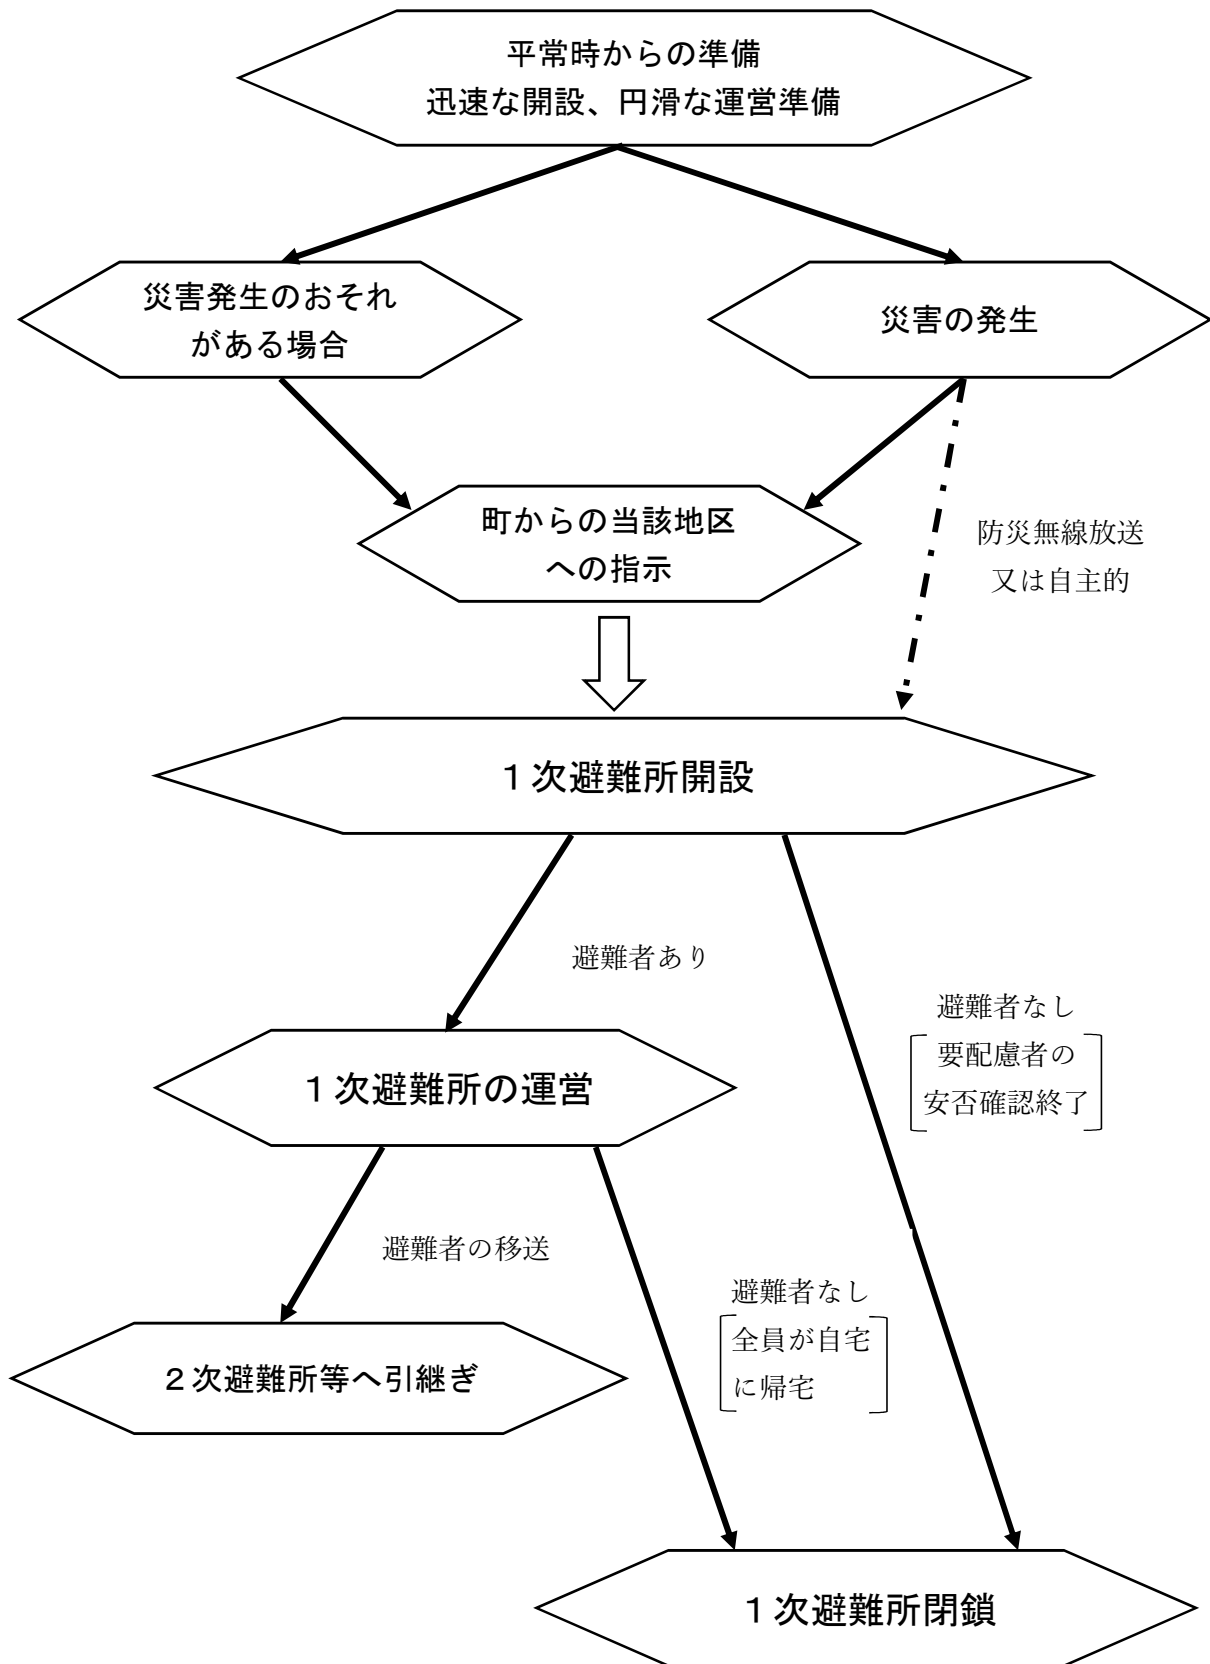 平常時からの準備
迅速な開設、円滑な運営準備
災害発生のおそれ
がある場合
災害の発生
町からの当該地区
への指示
防災無線放送
又は自主的
１次避難所開設
避難者あり
避難者なし
要配慮者の
安否確認終了
１次避難所の運営
避難者の移送
避難者なし
全員が自宅
に帰宅
２次避難所等へ引継ぎ
１次避難所閉鎖